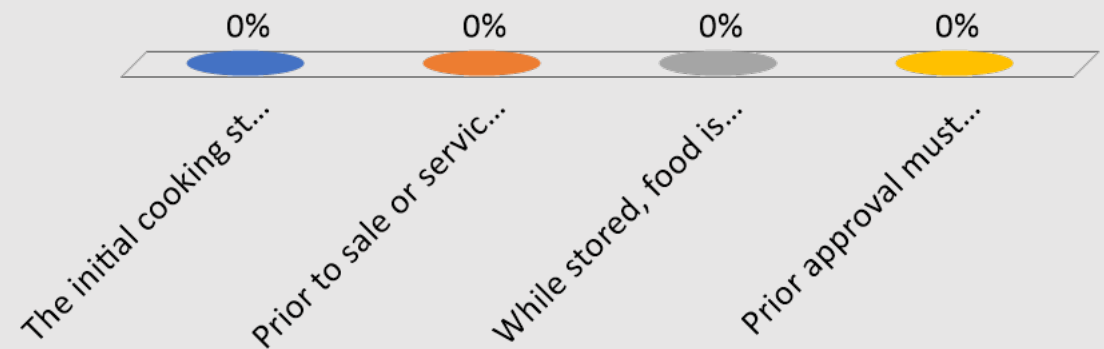 0%
0%
0%
0%
The initial cooking st...
Prior to sale or servic...
While stored, food is...
Prior approval must...